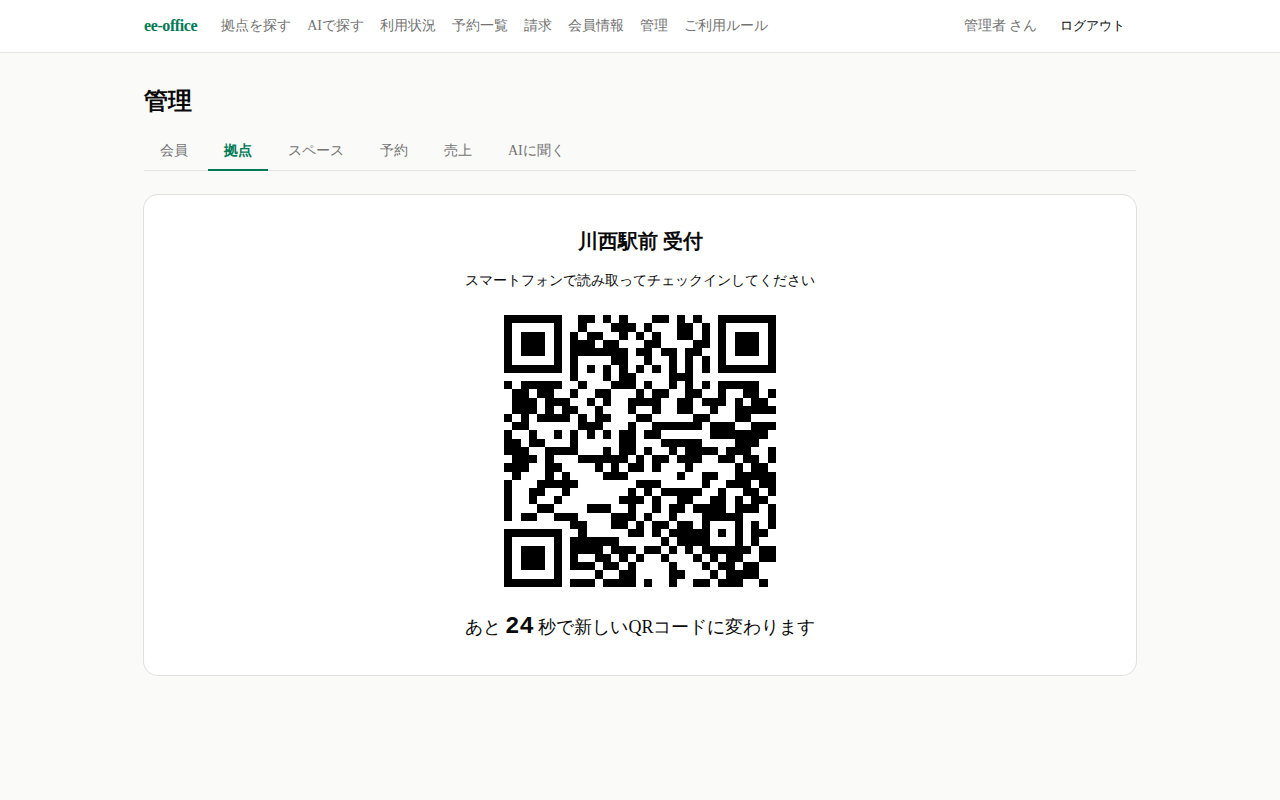 ee-office 拠点を探す AIで探す 利用状況 予約一覧 請求 会員情報 管理 ご利用ルール 管理者 さん ログアウト
管理
会員 拠点 スペース 予約 売上 AIに聞く
川西駅前 受付
スマートフォンで読み取ってチェックインしてください
あと 24 秒で新しいQRコードに変わります